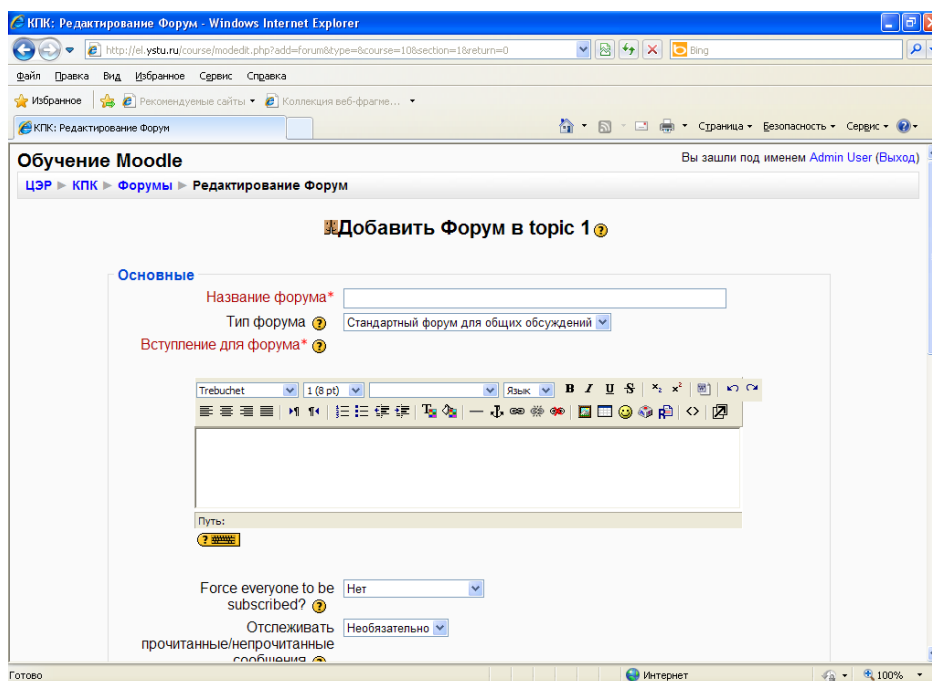 КПК: Редактирование Форум - Windows Internet Explorer
http://el.ystu.ru/course/modedit.php?add=forum&type=&course=10&section=1&return=0
Bing
Файл Правка Вид Избранное Сервис Справка
Избранное Рекомендуемые сайты Коллекция веб-фрагме...
КПК: Редактирование Форум Страница Безопасность Сервис
Обучение Moodle Вы зашли под именем Admin User (Выход)
ЦЭР ► КПК ► Форумы ► Редактирование Форум
Добавить Форум в topic 1
Основные
Название форума*
Тип форума Стандартный форум для общих обсуждений
Вступление для форума*
Trebuchet 1 (8 pt) Язык B I U S x₂ x²
Путь:
Force everyone to be Нет
subscribed?
Отслеживать Необязательно
прочитанные/непрочитанные
сообщения
Готово Интернет 100%